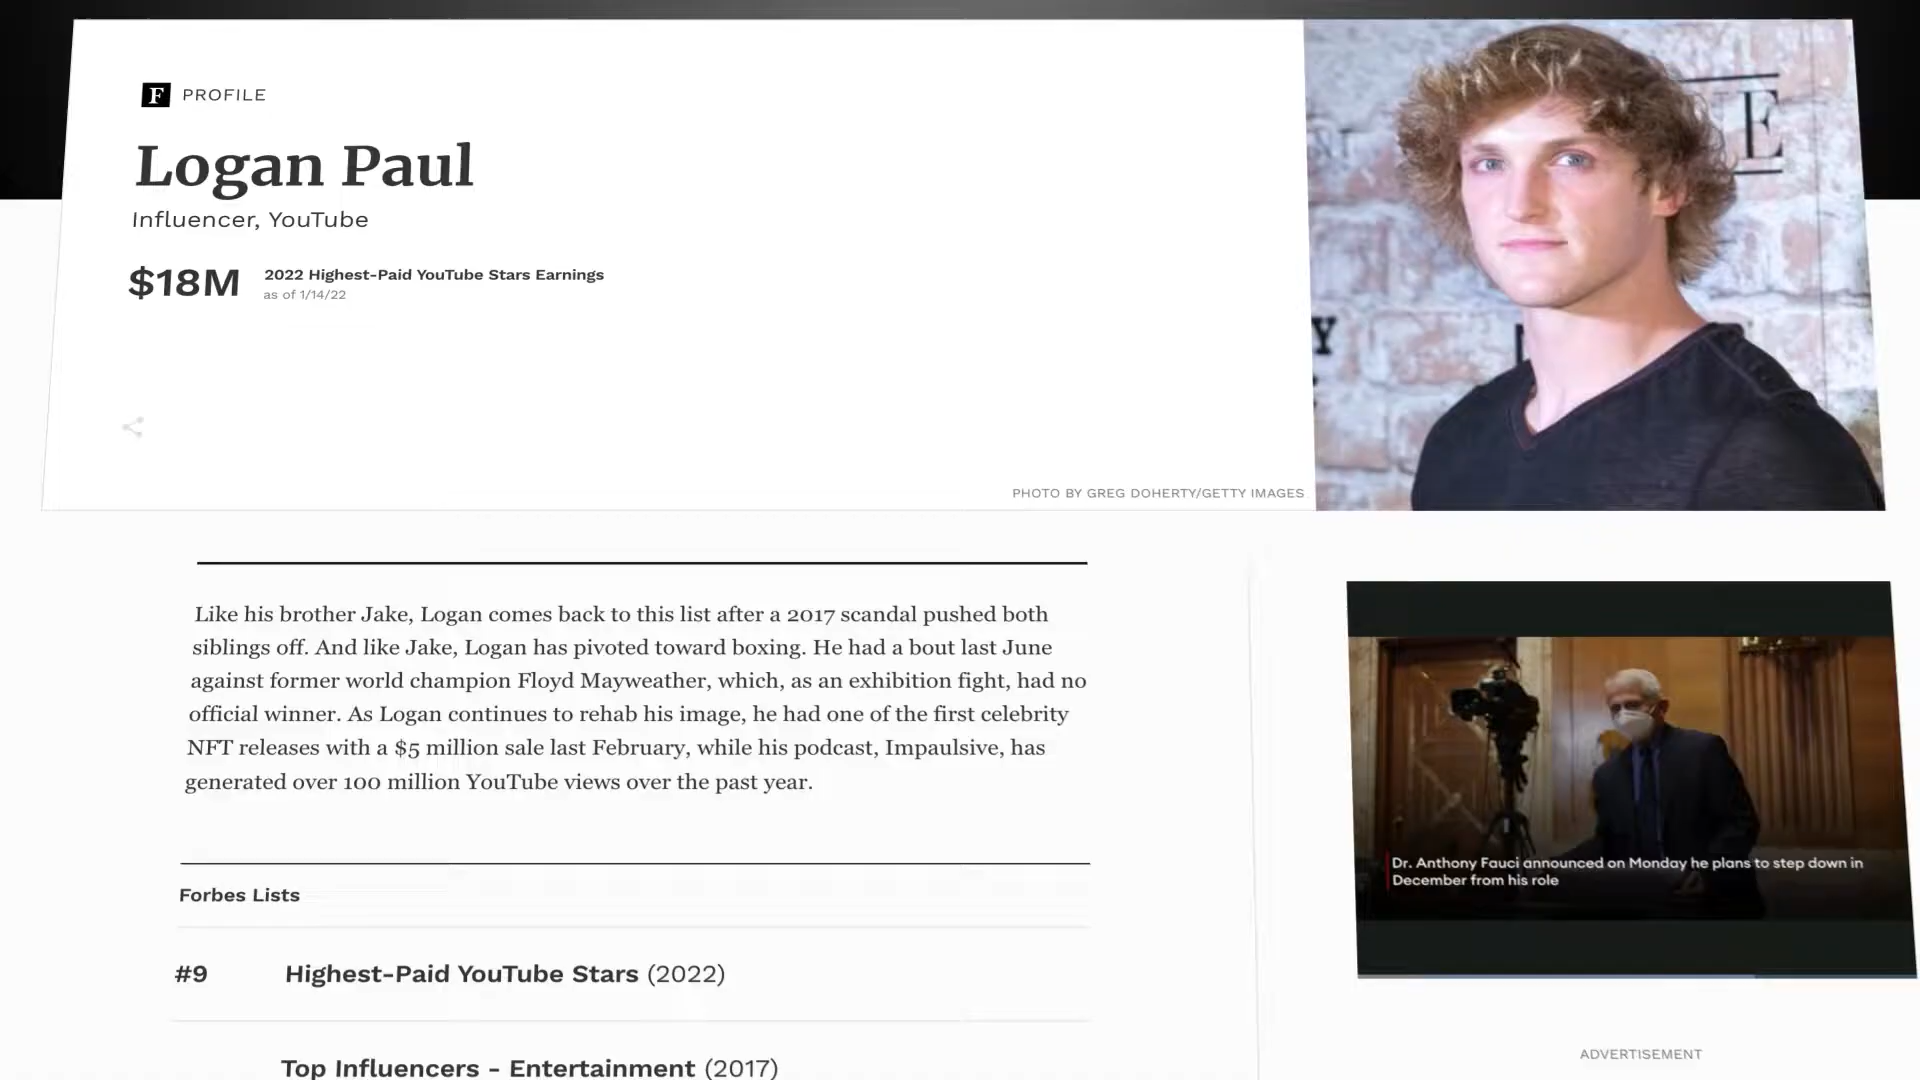 F PROFILE
Logan Paul
Influencer, YouTube
$18M
2022 Highest-Paid YouTube Stars Earnings
as of 1/14/22
PHOTO BY GREG DOHERTY/GETTY IMAGES
E
Y
Like his brother Jake, Logan comes back to this list after a 2017 scandal pushed both
siblings off. And like Jake, Logan has pivoted toward boxing. He had a bout last June
against former world champion Floyd Mayweather, which, as an exhibition fight, had no
official winner. As Logan continues to rehab his image, he had one of the first celebrity
NFT releases with a $5 million sale last February, while his podcast, Impaulsive, has
generated over 100 million YouTube views over the past year.
Dr. Anthony Fauci announced on Monday he plans to step down in
December from his role
Forbes Lists
#9 Highest-Paid YouTube Stars (2022)
Top Influencers - Entertainment (2017)
ADVERTISEMENT